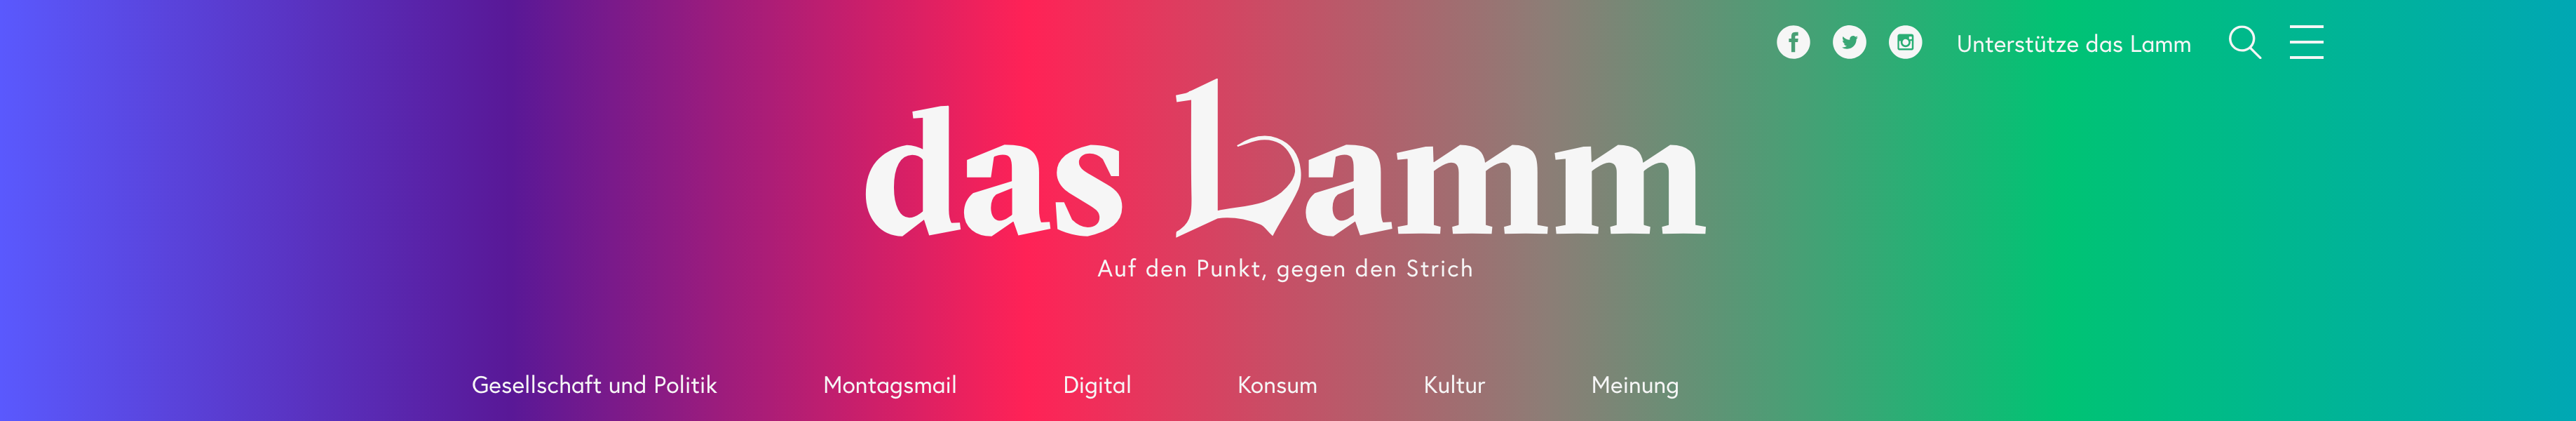 Unterstütze das Lamm
das Lamm
Auf den Punkt, gegen den Strich
Gesellschaft und Politik Montagsmail Digital Konsum Kultur Meinung